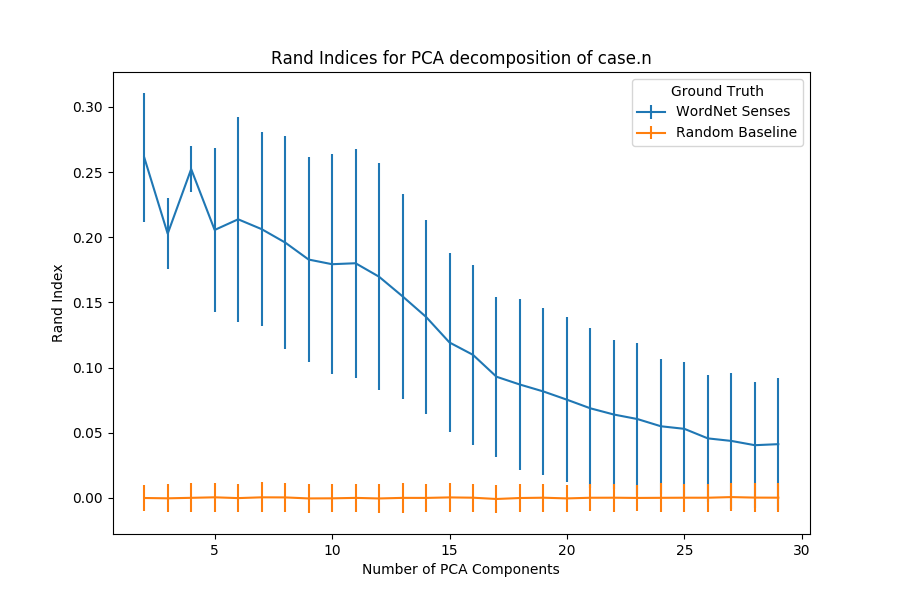 Rand Indices for PCA decomposition of case.n
Ground Truth
WordNet Senses
Random Baseline
Rand Index
0.30
0.25
0.20
0.15
0.10
0.05
0.00
5 10 15 20 25 30
Number of PCA Components